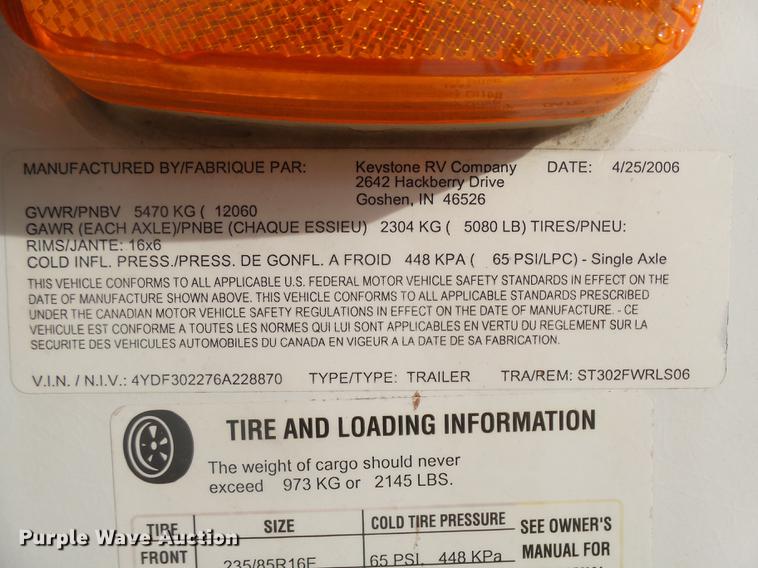 MANUFACTURED BY/FABRIQUE PAR: Keystone RV Company DATE: 4/25/2006
2642 Hackberry Drive
Goshen, IN 46526
GVWR/PNBV 5470 KG ( 12060
GAWR (EACH AXLE)/PNBE (CHAQUE ESSIEU) 2304 KG ( 5080 LB) TIRES/PNEU:
RIMS/JANTE: 16x6
COLD INFL. PRESS./PRESS. DE GONFL. A FROID 448 KPA ( 65 PSI/LPC) - Single Axle
THIS VEHICLE CONFORMS TO ALL APPLICABLE U.S. FEDERAL MOTOR VEHICLE SAFETY STANDARDS IN EFFECT ON THE
DATE OF MANUFACTURE SHOWN ABOVE. THIS VEHICLE CONFORMS TO ALL APPLICABLE STANDARDS PRESCRIBED
UNDER THE CANADIAN MOTOR VEHICLE SAFETY REGULATIONS IN EFFECT ON THE DATE OF MANUFACTURE. - CE
VEHICULE EST CONFORME A TOUTES LES NORMES QUI LUI SONT APPLICABLES EN VERTU DU REGLEMENT SUR LA
SECURITE DES VEHICULES AUTOMOBILES DU CANADA EN VIGEUR A LA DATE DE SA FABRICATION.
V.I.N. / N.I.V.: 4YDF302276A228870 TYPE/TYPE: TRAILER TRA/REM: ST302FWRLS06
TIRE AND LOADING INFORMATION
The weight of cargo should never
exceed 973 KG or 2145 LBS.
TIRE SIZE COLD TIRE PRESSURE SEE OWNER'S
FRONT 235/85R16E 65 PSI, 448 KPa MANUAL FOR
Purple Wave Auction